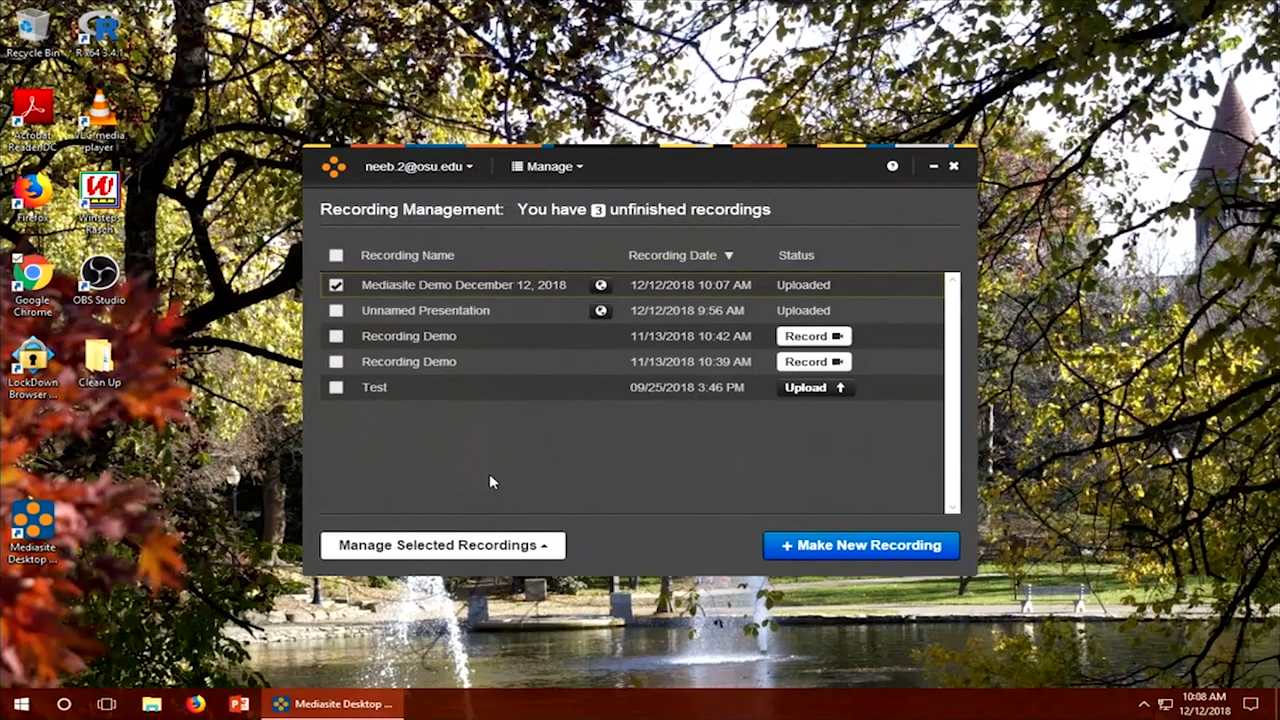 Recycle Bin
R x64 3.4.1
Acrobat
Reader DC
VLC media
player
Firefox
Winsteps
Rasch
Google
Chrome
OBS Studio
LockDown
Browser ...
Clean Up
Mediasite
Desktop ...
neeb.2@osu.edu
Manage
?
Recording Management: You have 3 unfinished recordings
Recording Name Recording Date Status
Mediasite Demo December 12, 2018 12/12/2018 10:07 AM Uploaded
Unnamed Presentation 12/12/2018 9:56 AM Uploaded
Recording Demo 11/13/2018 10:42 AM Record
Recording Demo 11/13/2018 10:39 AM Record
Test 09/25/2018 3:46 PM Upload
Manage Selected Recordings
+ Make New Recording
Mediasite Desktop ...
10:08 AM
12/12/2018